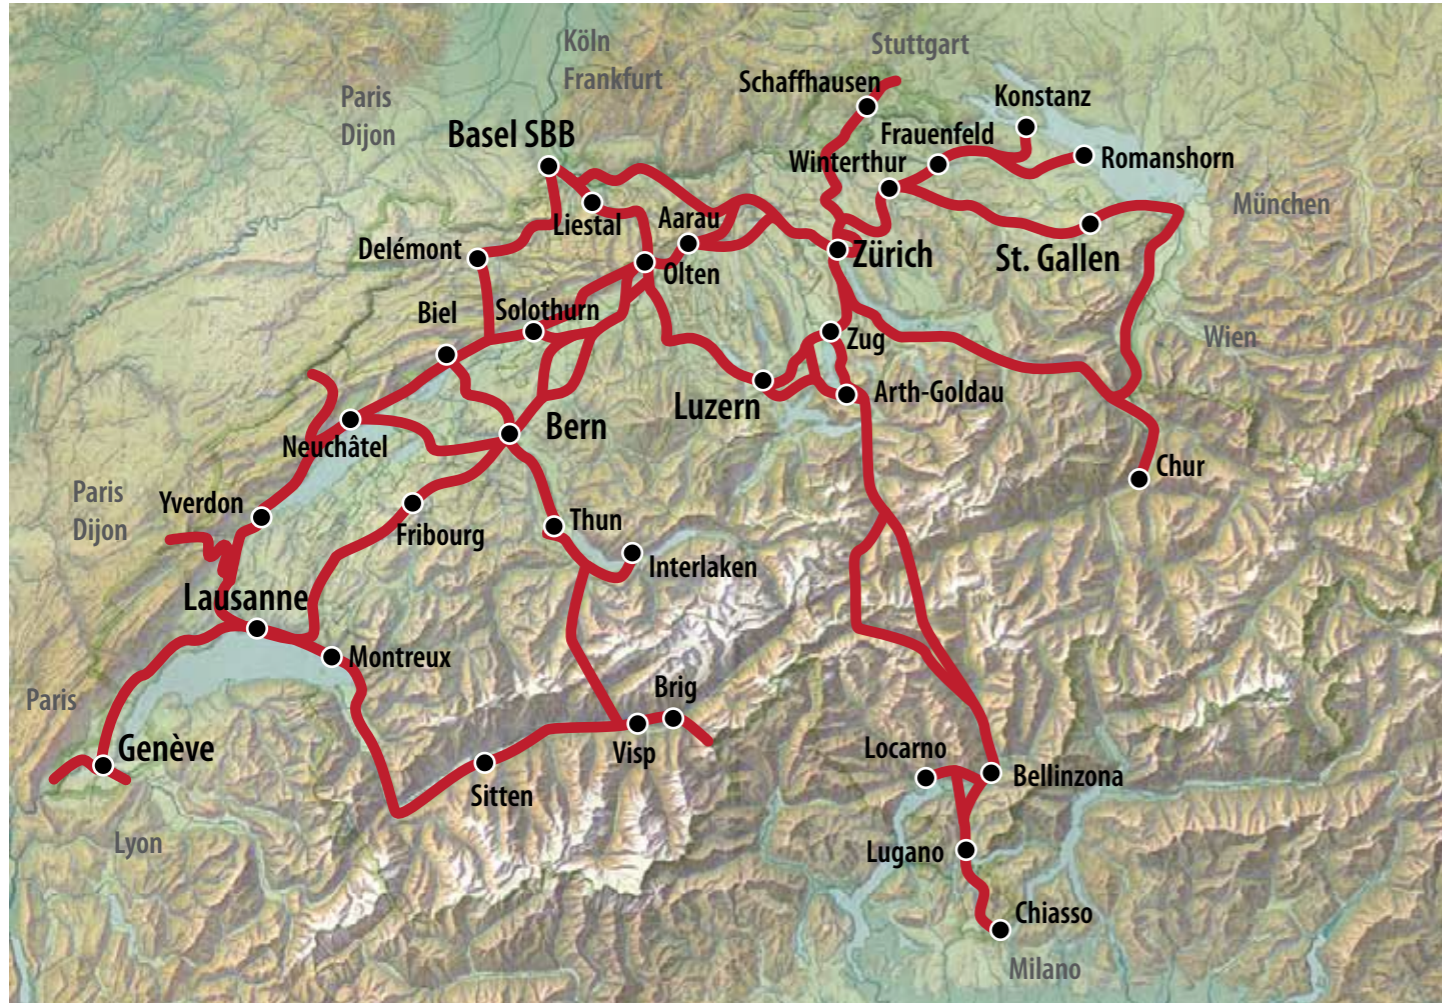 Köln
Frankfurt
Stuttgart
Schaffhausen
Konstanz
Paris
Dijon
Basel SBB
Frauenfeld
Winterthur
Romanshorn
München
Liestal
Aarau
Delémont
Zürich
St. Gallen
Olten
Biel
Solothurn
Zug
Wien
Luzern
Arth-Goldau
Bern
Neuchâtel
Chur
Paris
Dijon
Yverdon
Fribourg
Thun
Interlaken
Lausanne
Montreux
Paris
Brig
Genève
Visp
Locarno
Bellinzona
Sitten
Lyon
Lugano
Chiasso
Milano